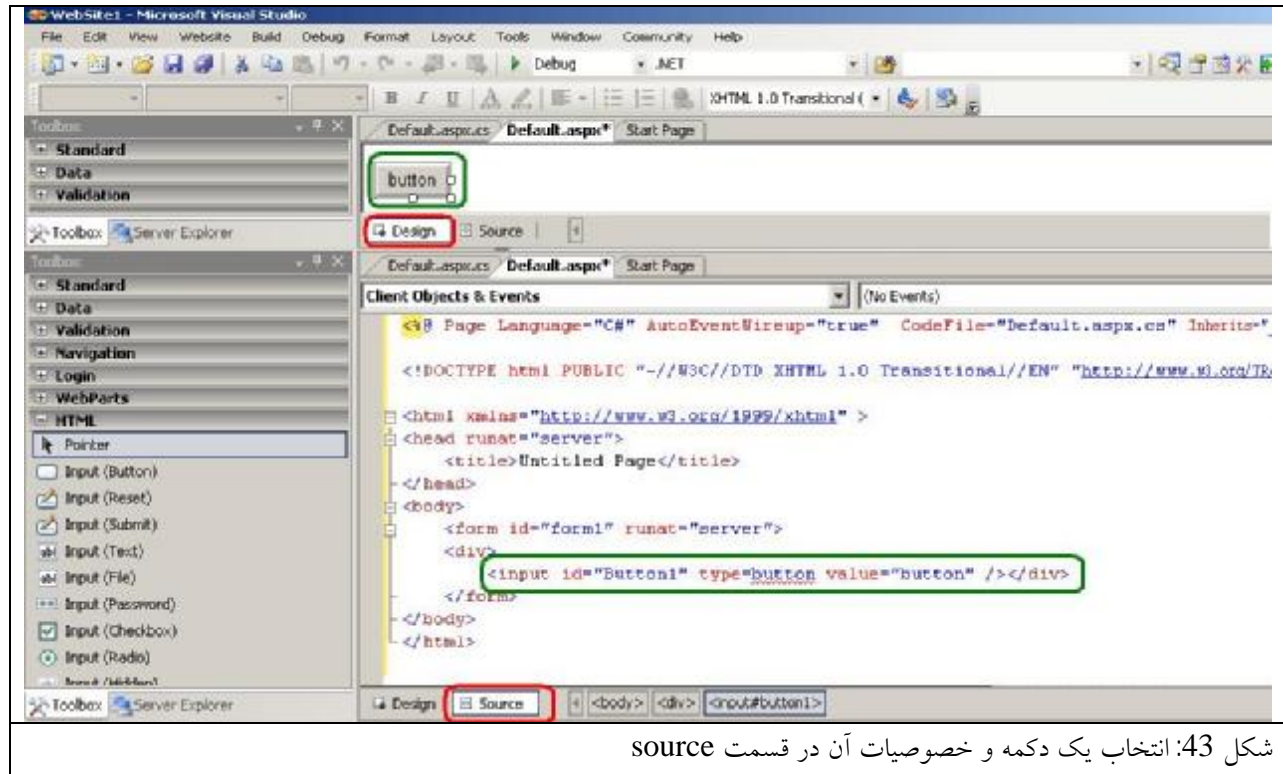 WebSite1 - Microsoft Visual Studio
File Edit View Website Build Debug Format Layout Tools Window Community Help
Debug .NET
B I U A XHTML 1.0 Transitional (
Toolbox
Default.aspx.cs Default.aspx* Start Page
Standard
Data
Validation
button
Toolbox Server Explorer
Design Source
Toolbox
Default.aspx.cs Default.aspx* Start Page
Standard
Data
Validation
Navigation
Login
WebParts
HTML
Pointer
Input (Button)
Input (Reset)
Input (Submit)
Input (Text)
Input (File)
Input (Password)
Input (Checkbox)
Input (Radio)
Input (Hidden)
Toolbox Server Explorer
Client Objects & Events (No Events)
<%@ Page Language="C#" AutoEventWireup="true" CodeFile="Default.aspx.cs" Inherits="_
<!DOCTYPE html PUBLIC "-//W3C//DTD XHTML 1.0 Transitional//EN" "http://www.w3.org/TR/
<html xmlns="http://www.w3.org/1999/xhtml" >
<head runat="server">
<title>Untitled Page</title>
</head>
<body>
<form id="form1" runat="server">
<div>
<input id="Button1" type=button value="button" /></div>
</form>
</body>
</html>
Design Source <body> <div> <input#button1>
شکل 43: انتخاب یک دکمه و خصوصیات آن در قسمت source